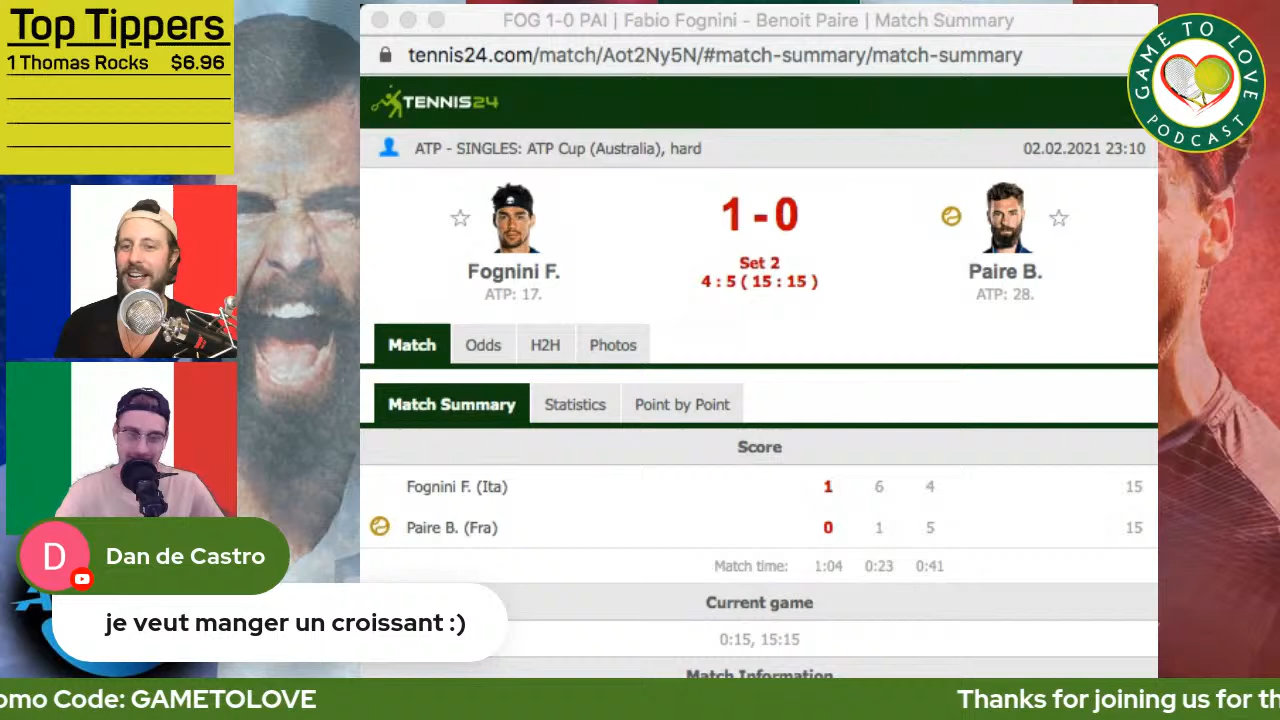 Top Tippers
1 Thomas Rocks $6.96
FOG 1-0 PAI | Fabio Fognini - Benoit Paire | Match Summary
tennis24.com/match/Aot2Ny5N/#match-summary/match-summary
GAME TO LOVE
PODCAST
TENNIS24
ATP - SINGLES: ATP Cup (Australia), hard
02.02.2021 23:10
1 - 0
Set 2
4 : 5 ( 15 : 15 )
Fognini F.
ATP: 17.
Paire B.
ATP: 28.
Match Odds H2H Photos
Match Summary Statistics Point by Point
Score
Fognini F. (Ita) 1 6 4 15
Paire B. (Fra) 0 1 5 15
Match time: 1:04 0:23 0:41
Current game
0:15, 15:15
Match Information
Dan de Castro
je veut manger un croissant :)
omo Code: GAMETOLOVE
Thanks for joining us for th